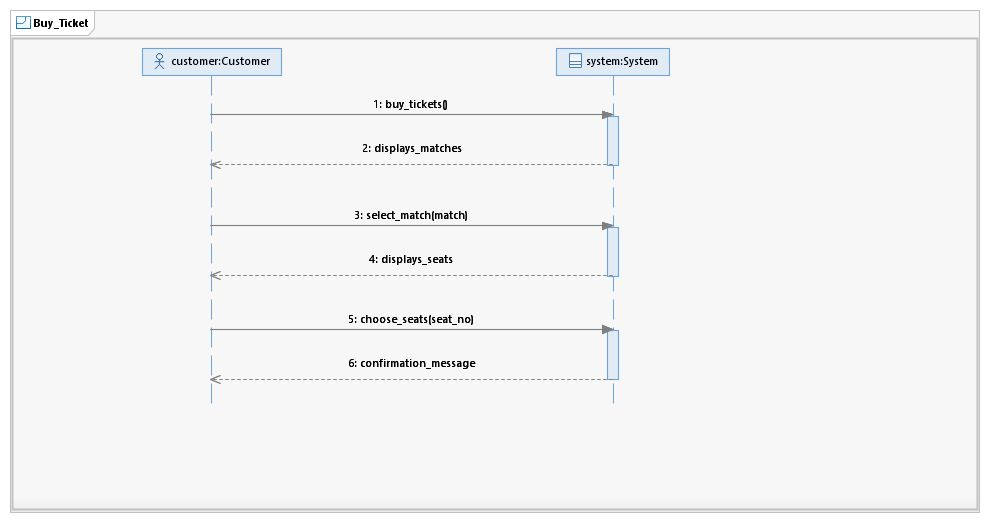 Buy_Ticket
customer:Customer
system:System
1: buy_tickets()
2: displays_matches
3: select_match(match)
4: displays_seats
5: choose_seats(seat_no)
6: confirmation_message